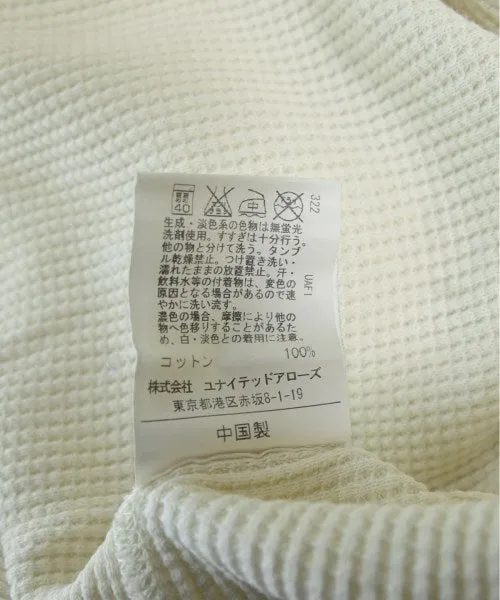 40
中
322
生成・淡色系の色物は無蛍光
洗剤使用。すすぎは十分行う。
他の物と分けて洗う。タンブ
ル乾燥禁止。つけ置き洗い・
濡れたままの放置禁止。汗・
飲料水等の付着物は、変色の
原因となる場合があるので速
やかに洗い流す。
濃色の場合、摩擦により他の
物へ色移りすることがあるた
め、白・淡色との着用に注意。
UAF1
コットン 100%
株式会社 ユナイテッドアローズ
東京都港区赤坂8-1-19
中国製